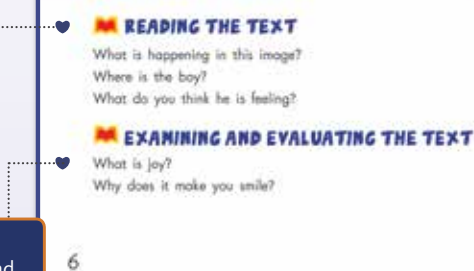 READING THE TEXT
What is happening in this image?
Where is the boy?
What do you think he is feeling?
EXAMINING AND EVALUATING THE TEXT
What is joy?
Why does it make you smile?
6